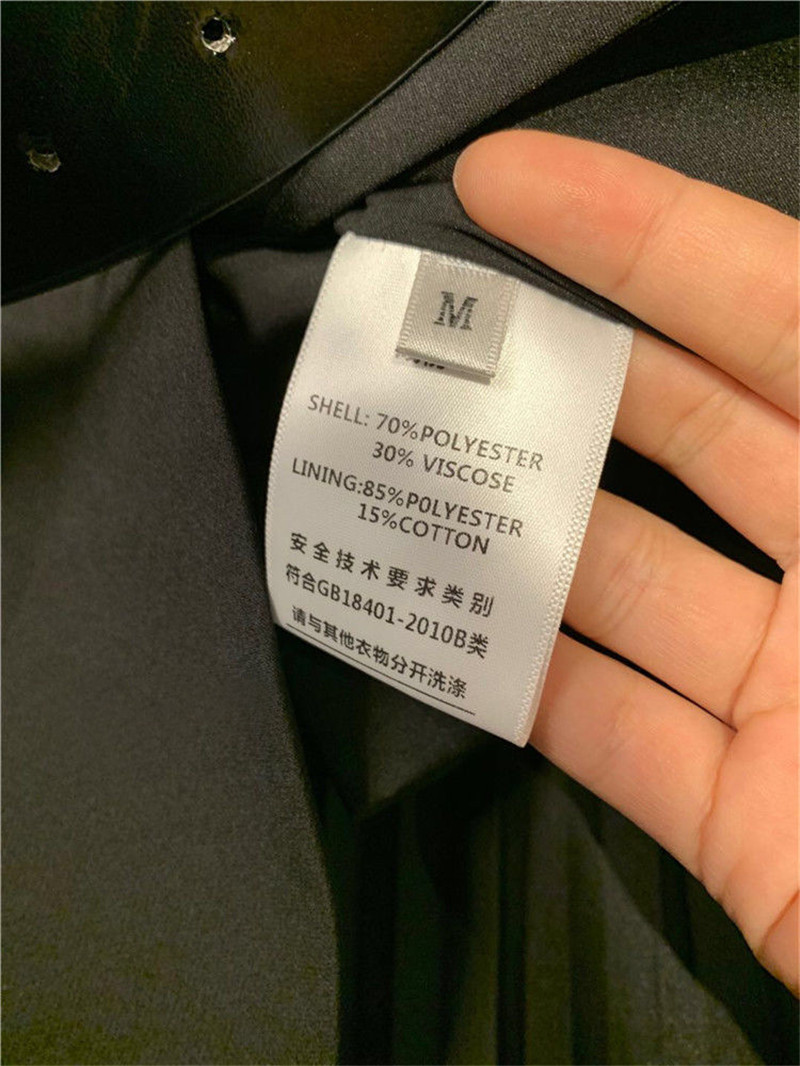 M
SHELL: 70%POLYESTER
30% VISCOSE
LINING:85%POLYESTER
15%COTTON
安全技术要求类别
符合GB18401-2010B类
请与其他衣物分开洗涤